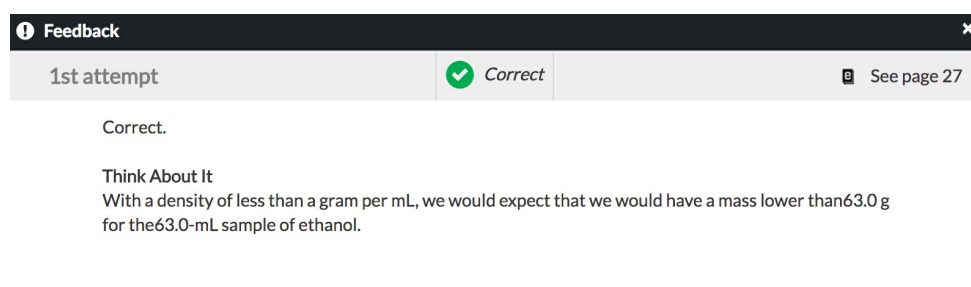 Feedback
1st attempt Correct See page 27
Correct.
Think About It
With a density of less than a gram per mL, we would expect that we would have a mass lower than63.0 g
for the63.0-mL sample of ethanol.